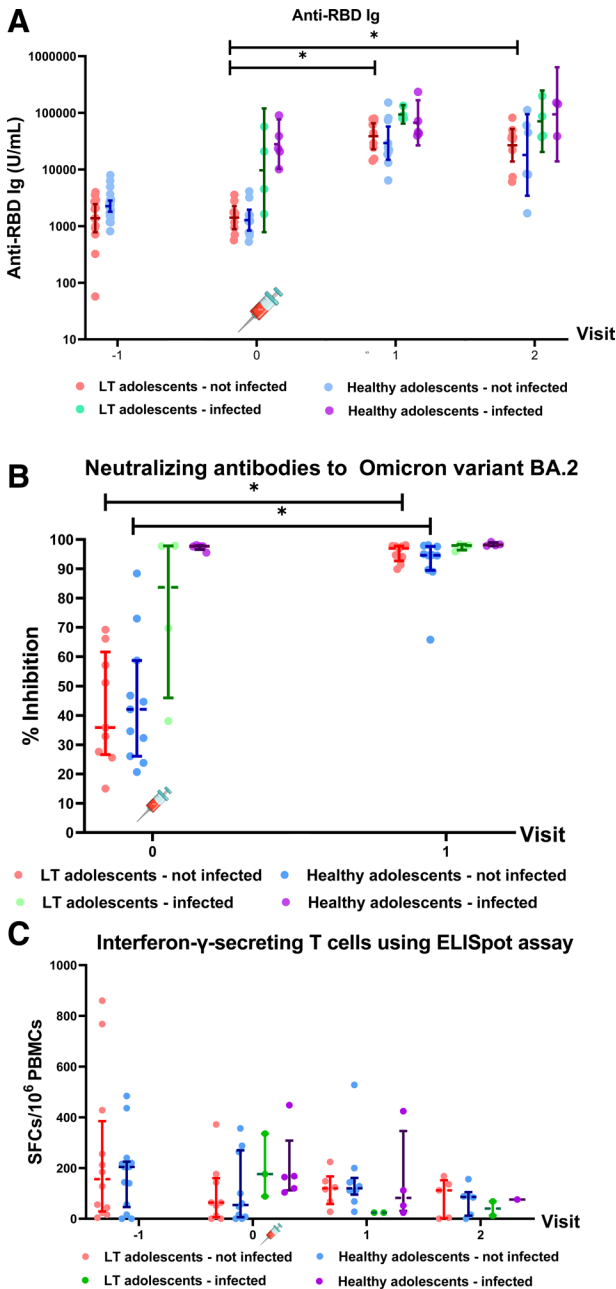 A
Anti-RBD Ig
*
*
Anti-RBD Ig (U/mL)
1000000
100000
10000
1000
100
10
-1
0
1
2
Visit
LT adolescents - not infected
Healthy adolescents - not infected
LT adolescents - infected
Healthy adolescents - infected
B
Neutralizing antibodies to Omicron variant BA.2
*
*
% Inhibition
100
90
80
70
60
50
40
30
20
10
0
0
1
Visit
LT adolescents - not infected
Healthy adolescents - not infected
LT adolescents - infected
Healthy adolescents - infected
C
Interferon-γ-secreting T cells using ELISpot assay
SFCs/10⁶ PBMCs
1000
800
600
400
200
0
-1
0
1
2
Visit
LT adolescents - not infected
Healthy adolescents - not infected
LT adolescents - infected
Healthy adolescents - infected